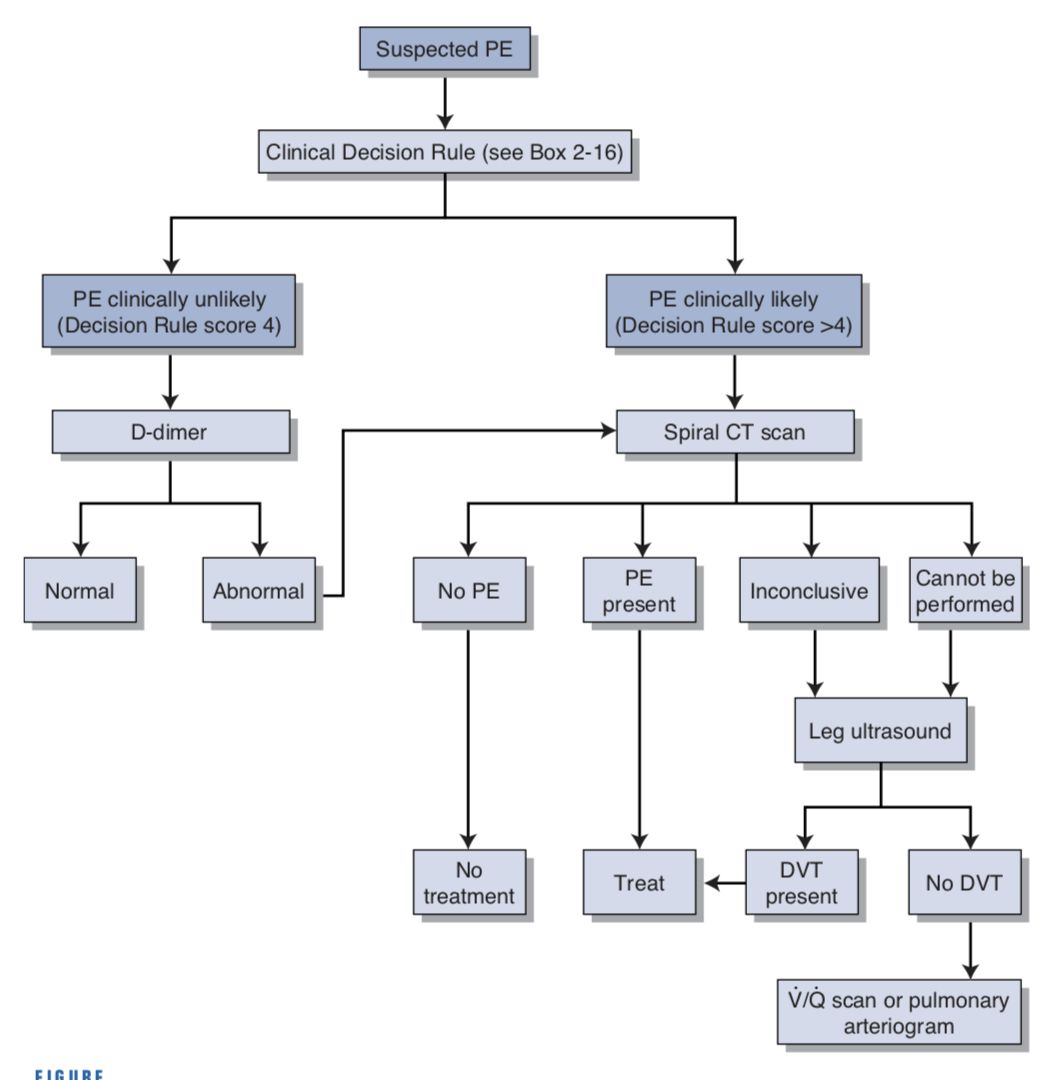 Suspected PE
Clinical Decision Rule (see Box 2-16)
PE clinically unlikely
(Decision Rule score 4)
PE clinically likely
(Decision Rule score >4)
D-dimer
Spiral CT scan
Normal
Abnormal
No PE
PE
present
Inconclusive
Cannot be
performed
Leg ultrasound
No
treatment
Treat
DVT
present
No DVT
V̇/Q̇ scan or pulmonary
arteriogram
FIGURE